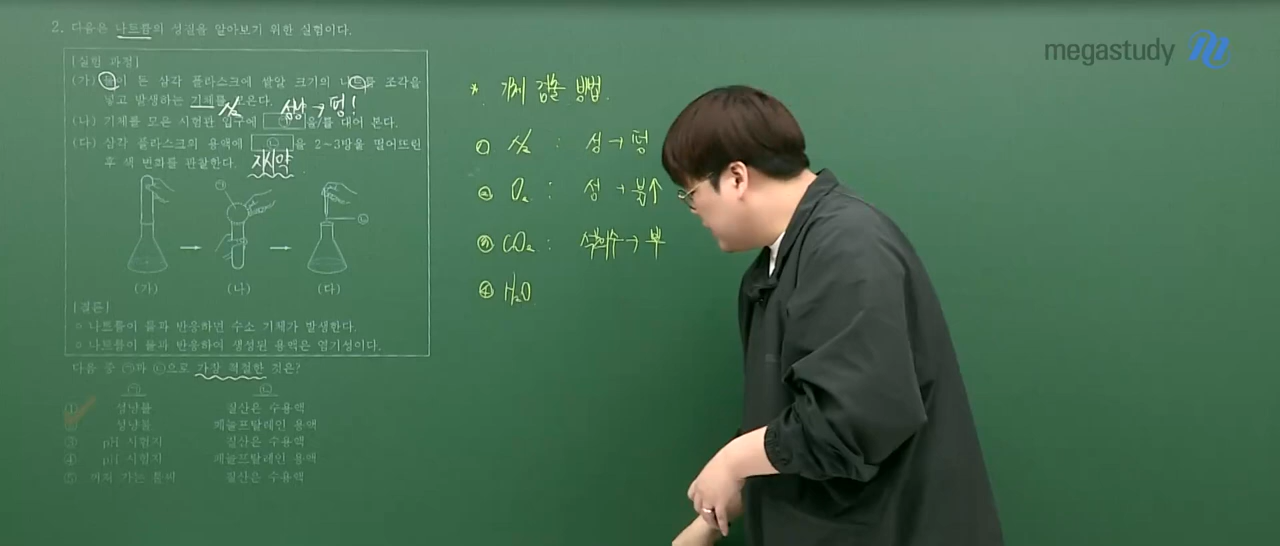 2. 다음은 나트륨의 성질을 알아보기 위한 실험이다.
megastudy
[실험 과정]
(가) 물이 든 삼각 플라스크에 쌀알 크기의 나트륨 조각을
넣고 발생하는 기체를 모은다.
성냥→펑!
(나) 기체를 모은 시험관 입구에 ㉠ 을/를 대어 본다.
(다) 삼각 플라스크의 용액에 ㉡ 을 2~3방울 떨어뜨린
후 색 변화를 관찰한다.
지시약
㉠
㉡
(가) (나) (다)
[결론]
○ 나트륨이 물과 반응하면 수소 기체가 발생한다.
○ 나트륨이 물과 반응하여 생성된 용액은 염기성이다.
다음 중 ㉠과 ㉡으로 가장 적절한 것은?
㉠ ㉡
① 성냥불 질산은 수용액
② 성냥불 페놀프탈레인 용액
③ pH 시험지 질산은 수용액
④ pH 시험지 페놀프탈레인 용액
⑤ 꺼져 가는 불씨 질산은 수용액
* 기체 검출 방법
① H₂ : 성→펑
② O₂ : 성→불↑
③ CO₂ : 석회수→뿌
④ H₂O